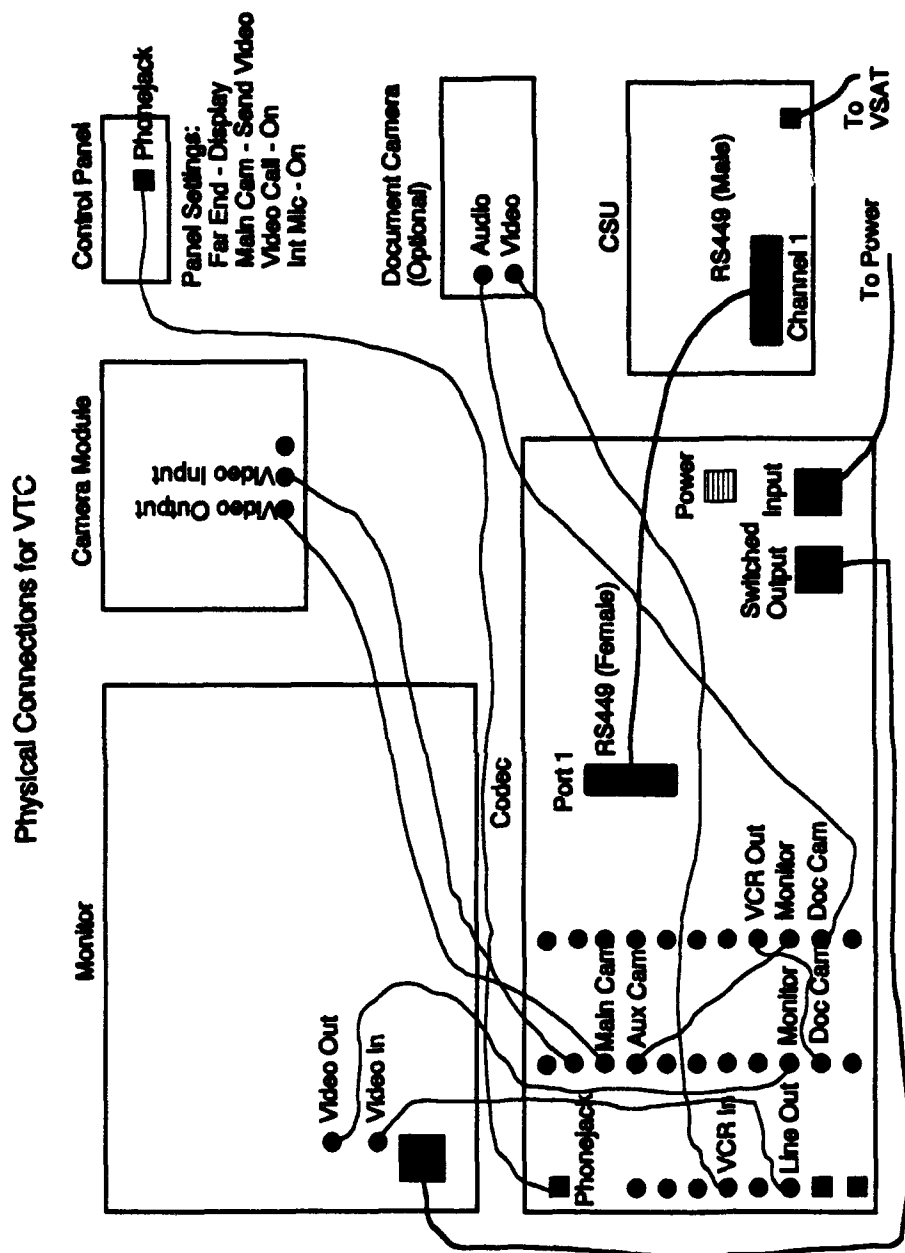 Physical Connections for VTC
Monitor
Video Out
Video In
Camera Module
Video Output
Video Input
Control Panel
Phonejack
Panel Settings:
Far End - Display
Main Cam - Send Video
Video Call - On
Int Mic - On
Document Camera
(Optional)
Audio
Video
Codec
Phonejack
VCR In
Line Out
Main Cam
Aux Cam
Monitor
Doc Cam
VCR Out
Monitor
Doc Cam
Port 1
RS449 (Female)
Power
Switched
Output
Input
CSU
RS449 (Male)
Channel 1
To
VSAT
To Power